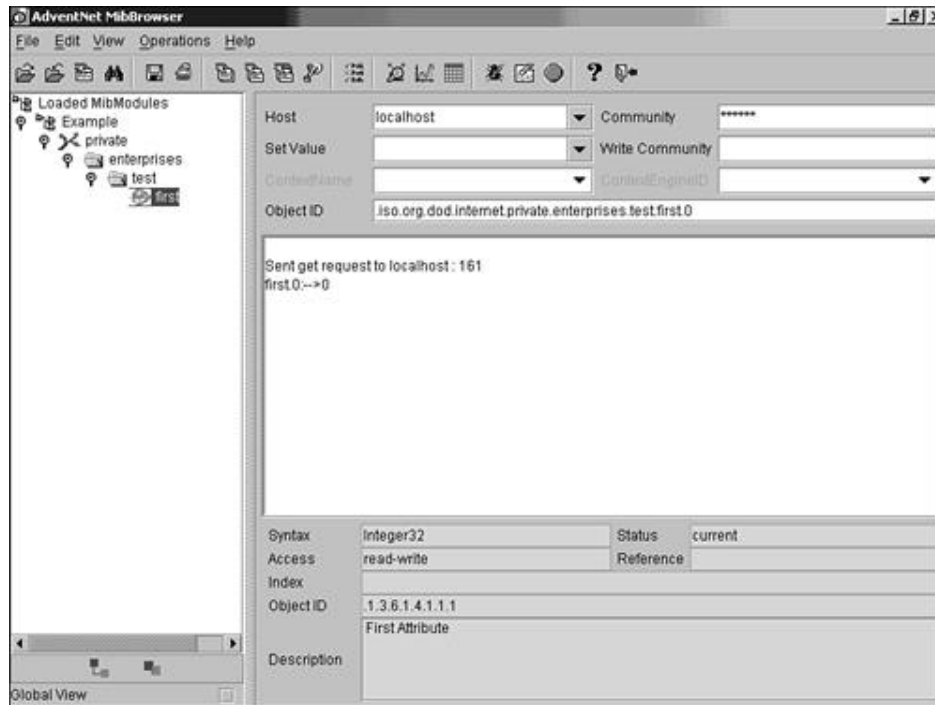 AdventNet MibBrowser
File Edit View Operations Help
Loaded MibModules
Example
private
enterprises
test
first
Global View
Host localhost Community ******
Set Value Write Community
ContextName ContextEngineID
Object ID .iso.org.dod.internet.private.enterprises.test.first.0
Sent get request to localhost : 161
first.0:-->0
Syntax Integer32 Status current
Access read-write Reference
Index
Object ID .1.3.6.1.4.1.1.1
Description First Attribute